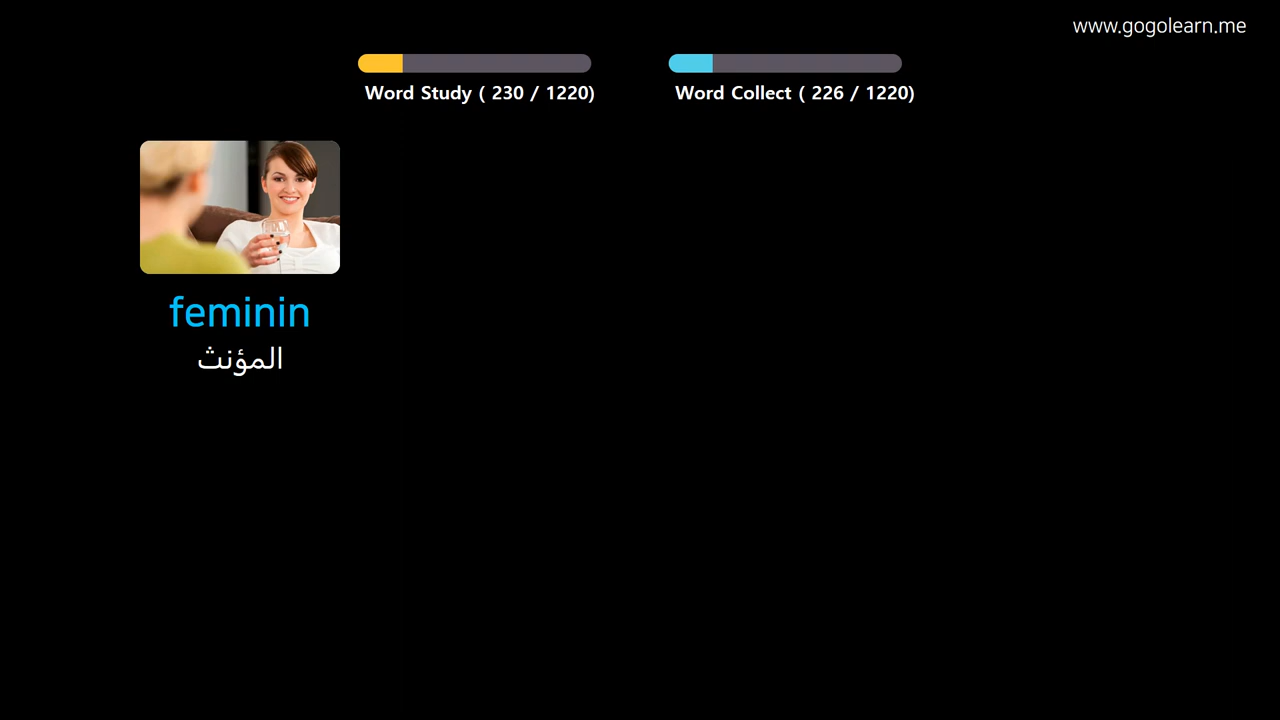 www.gogolearn.me
Word Study ( 230 / 1220)
Word Collect ( 226 / 1220)
feminin
المؤنث